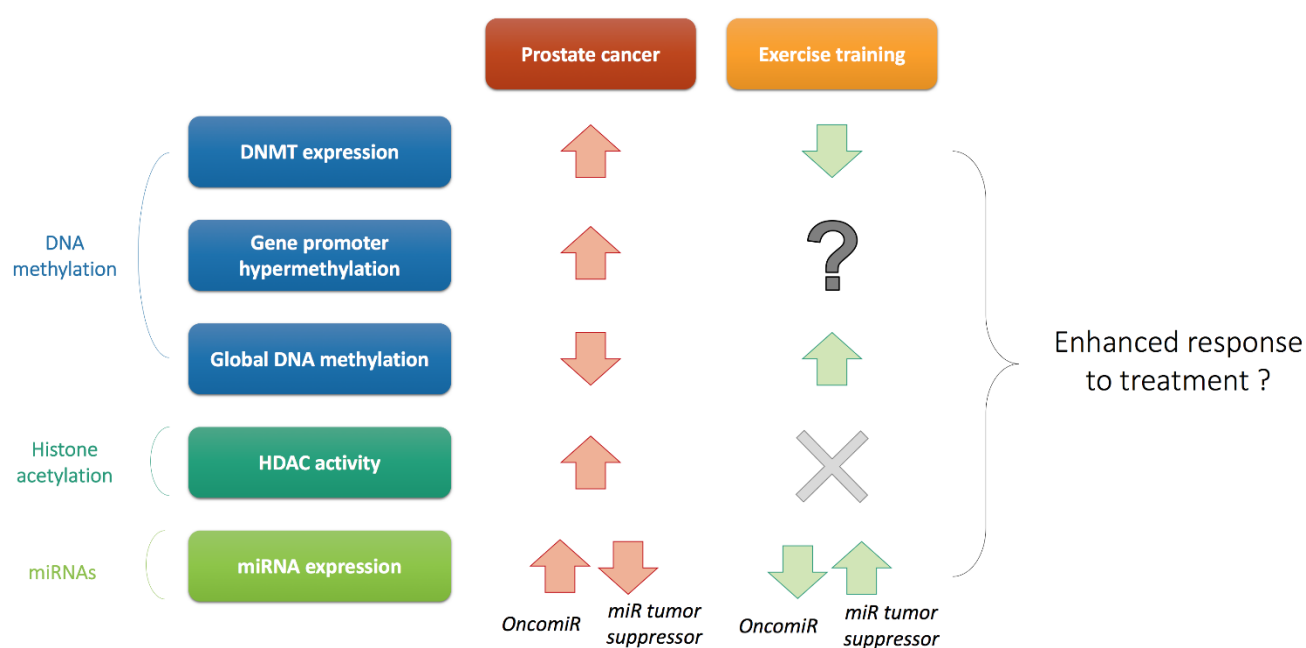 Prostate cancer
Exercise training
DNA
methylation
DNMT expression
Gene promoter
hypermethylation
?
Global DNA methylation
Enhanced response
to treatment ?
Histone
acetylation
HDAC activity
miRNAs
miRNA expression
OncomiR
miR tumor
suppressor
OncomiR
miR tumor
suppressor